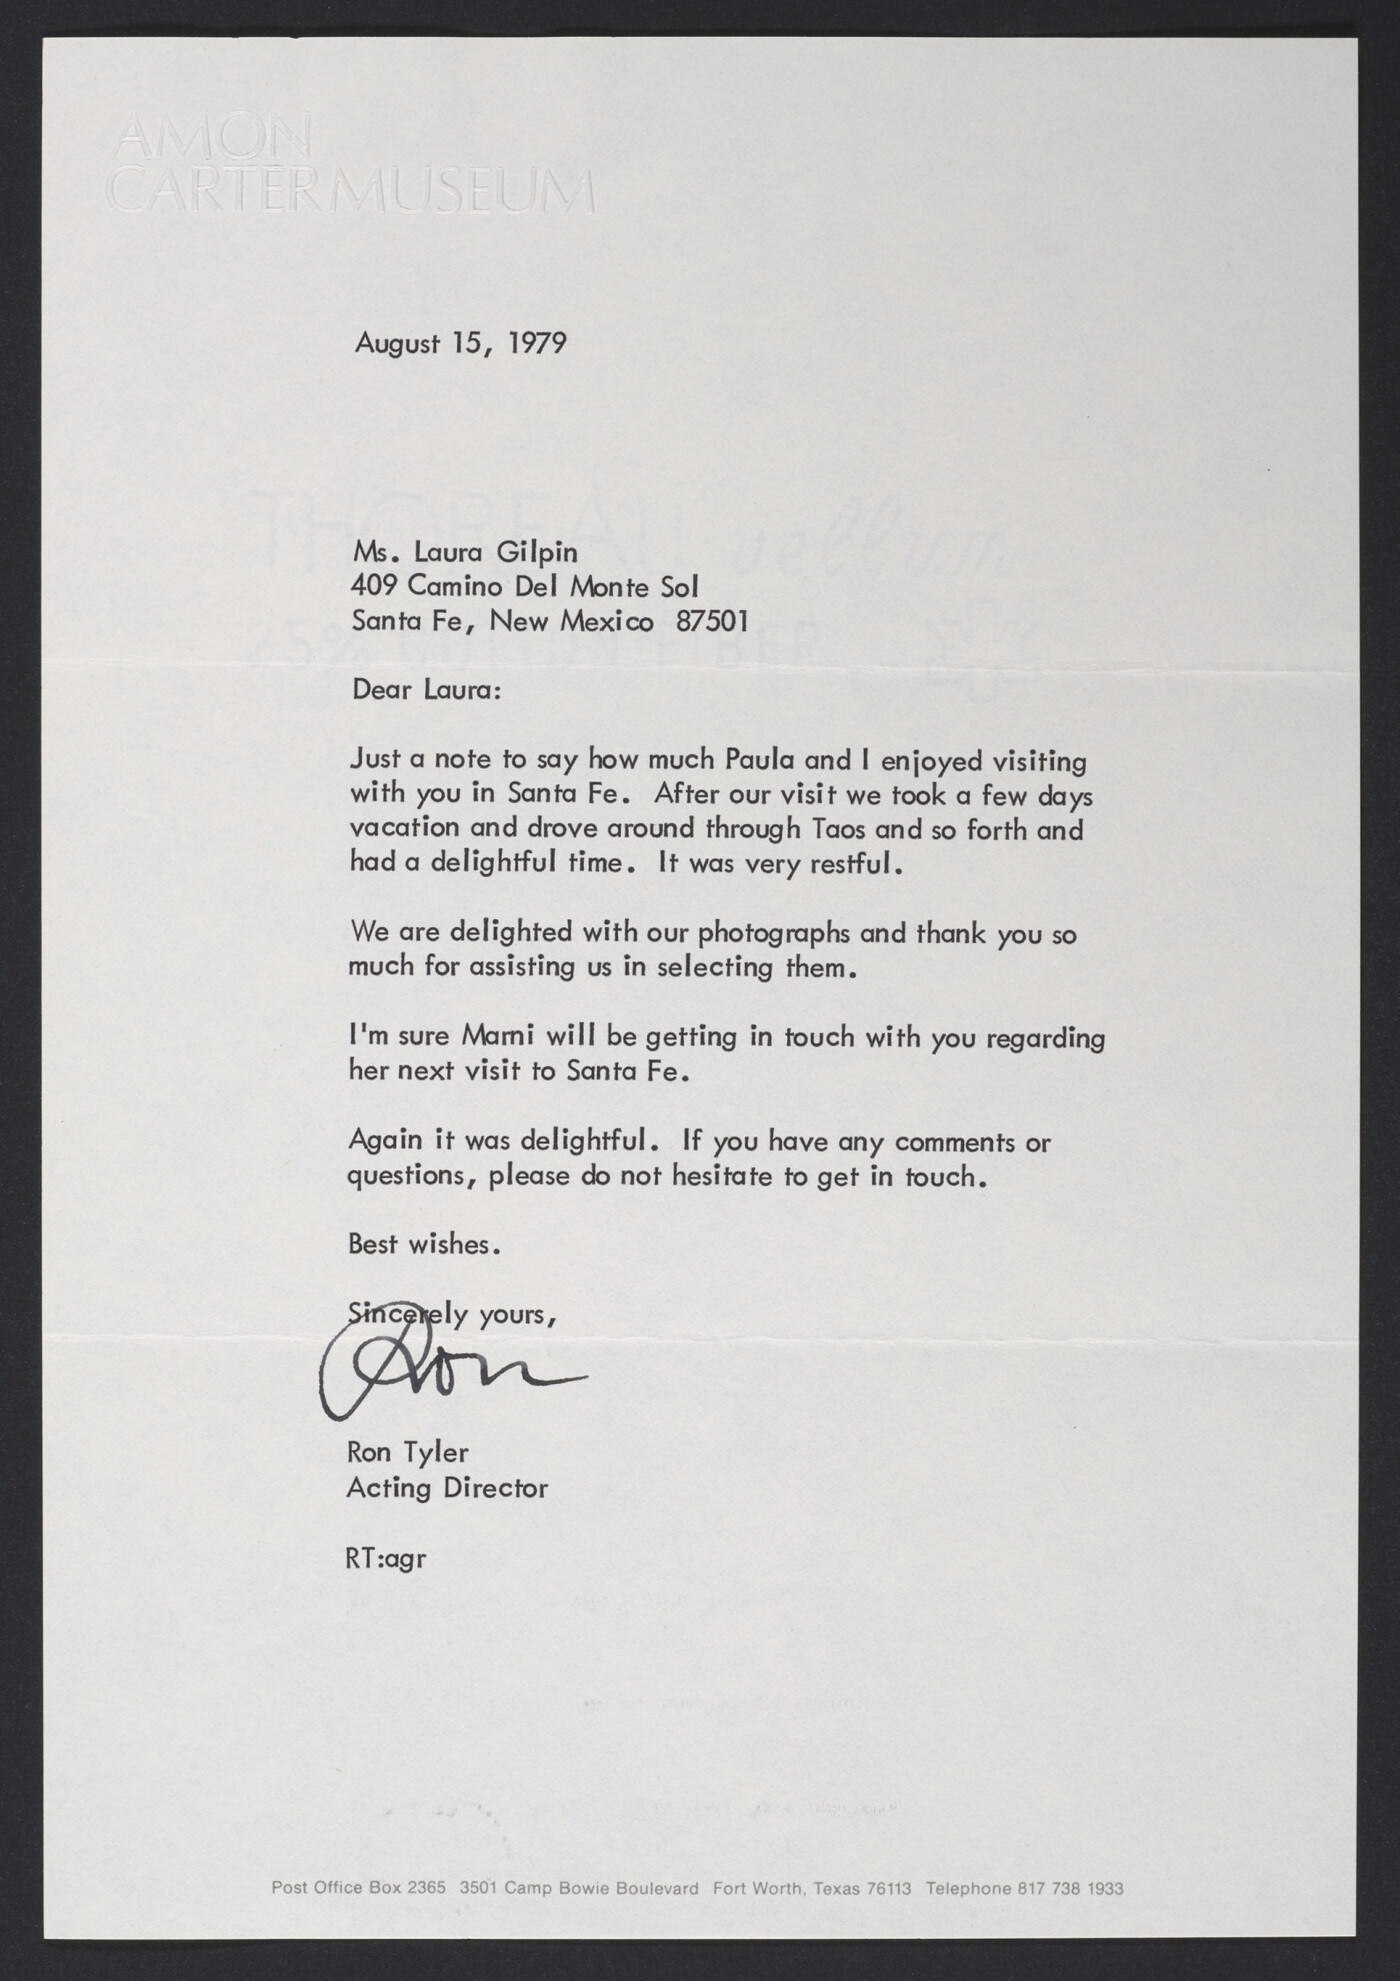 AMON
CARTER MUSEUM
August 15, 1979
THOREAU vellum
Ms. Laura Gilpin
409 Camino Del Monte Sol
Santa Fe, New Mexico 87501
25% COTTON FIBER
Dear Laura:
Just a note to say how much Paula and I enjoyed visiting
with you in Santa Fe. After our visit we took a few days
vacation and drove around through Taos and so forth and
had a delightful time. It was very restful.
We are delighted with our photographs and thank you so
much for assisting us in selecting them.
I'm sure Marni will be getting in touch with you regarding
her next visit to Santa Fe.
Again it was delightful. If you have any comments or
questions, please do not hesitate to get in touch.
Best wishes.
Sincerely yours,
Ron
Ron Tyler
Acting Director
RT:agr
Post Office Box 2365 3501 Camp Bowie Boulevard Fort Worth, Texas 76113 Telephone 817 738 1933